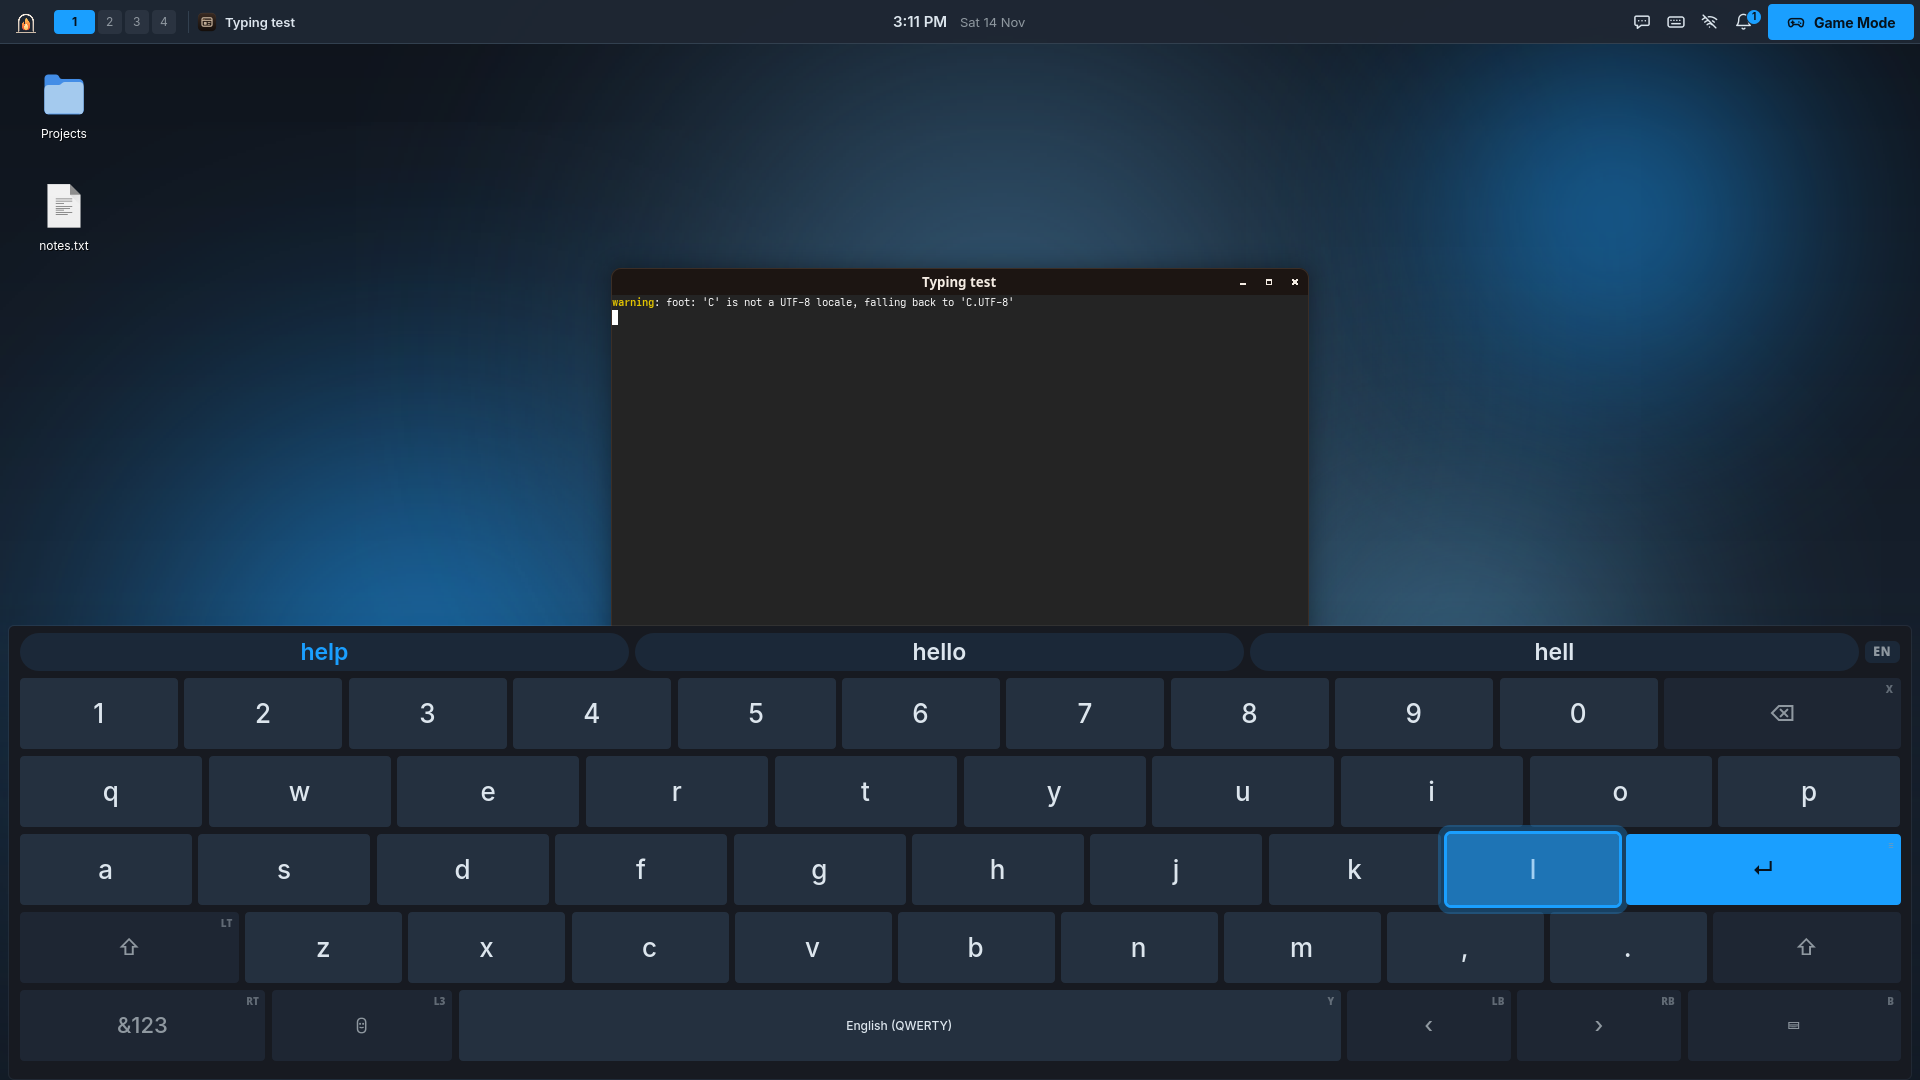 1 2 3 4 Typing test 3:11 PM Sat 14 Nov 1 Game Mode
Projects
notes.txt
Typing test
warning: foot: 'C' is not a UTF-8 locale, falling back to 'C.UTF-8'
help hello hell EN
1 2 3 4 5 6 7 8 9 0 X
q w e r t y u i o p
a s d f g h j k l
LT z x c v b n m , .
&123 RT L3 English (QWERTY) Y ‹ LB › RB B